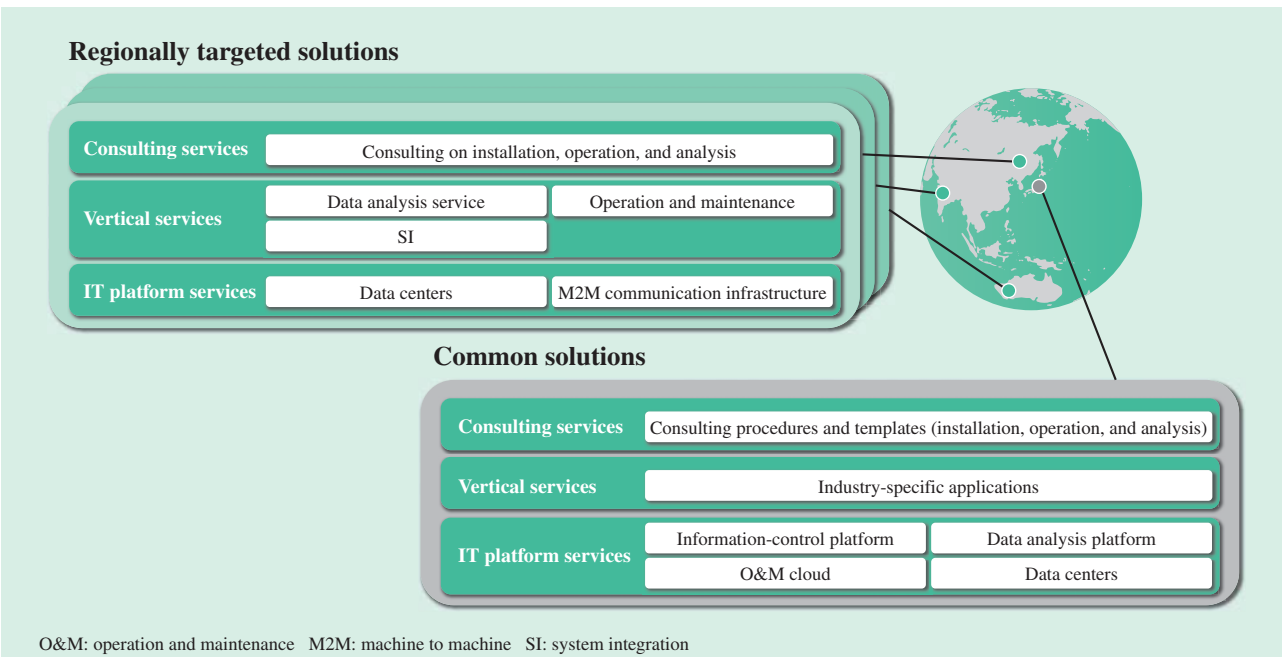 Regionally targeted solutions
Consulting services
Consulting on installation, operation, and analysis
Vertical services
Data analysis service
Operation and maintenance
SI
IT platform services
Data centers
M2M communication infrastructure
Common solutions
Consulting services
Consulting procedures and templates (installation, operation, and analysis)
Vertical services
Industry-specific applications
IT platform services
Information-control platform
Data analysis platform
O&M cloud
Data centers
O&M: operation and maintenance M2M: machine to machine SI: system integration